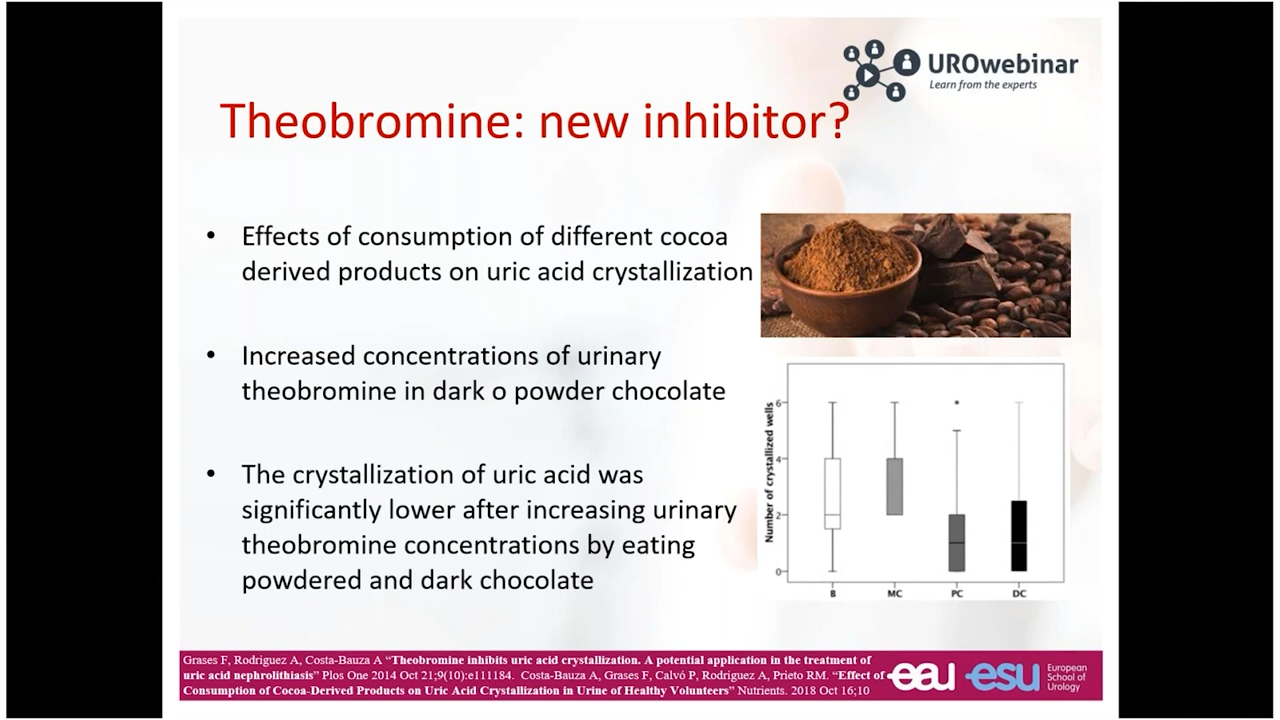 UROwebinar
Learn from the experts
Theobromine: new inhibitor?
• Effects of consumption of different cocoa
derived products on uric acid crystallization
• Increased concentrations of urinary
theobromine in dark o powder chocolate
• The crystallization of uric acid was
significantly lower after increasing urinary
theobromine concentrations by eating
powdered and dark chocolate
Number of crystallized wells
6
4
2
0
B MC PC DC
Grases F, Rodriguez A, Costa-Bauza A “Theobromine inhibits uric acid crystallization. A potential application in the treatment of
uric acid nephrolithiasis” Plos One 2014 Oct 21;9(10):e111184. Costa-Bauza A, Grases F, Calvó P, Rodriguez A, Prieto RM. “Effect of
Consumption of Cocoa-Derived Products on Uric Acid Crystallization in Urine of Healthy Volunteers” Nutrients. 2018 Oct 16;10
eau
esu
European
School of
Urology